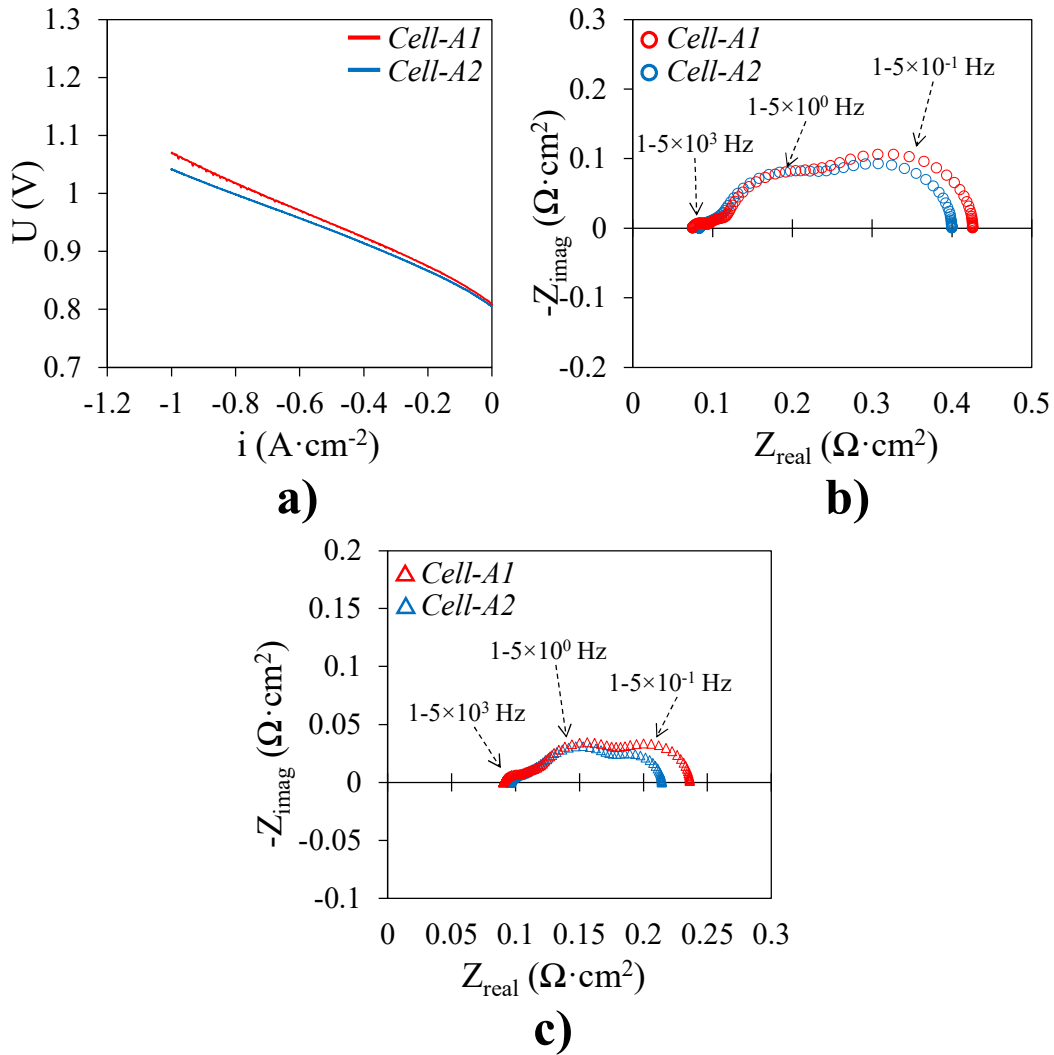 1.3
1.2
1.1
1.0
0.9
0.8
0.7
U (V)
Cell-A1
Cell-A2
-1.2 -1 -0.8 -0.6 -0.4 -0.2 0
i (A·cm-2)
a)
0.3
0.2
0.1
0
-0.1
-0.2
-Zimag (Ω·cm2)
Cell-A1
Cell-A2
1-5×10-1 Hz
1-5×100 Hz
1-5×103 Hz
0 0.1 0.2 0.3 0.4 0.5
Zreal (Ω·cm2)
b)
0.2
0.15
0.1
0.05
0
-0.05
-0.1
-Zimag (Ω·cm2)
Cell-A1
Cell-A2
1-5×100 Hz
1-5×10-1 Hz
1-5×103 Hz
0 0.05 0.1 0.15 0.2 0.25 0.3
Zreal (Ω·cm2)
c)